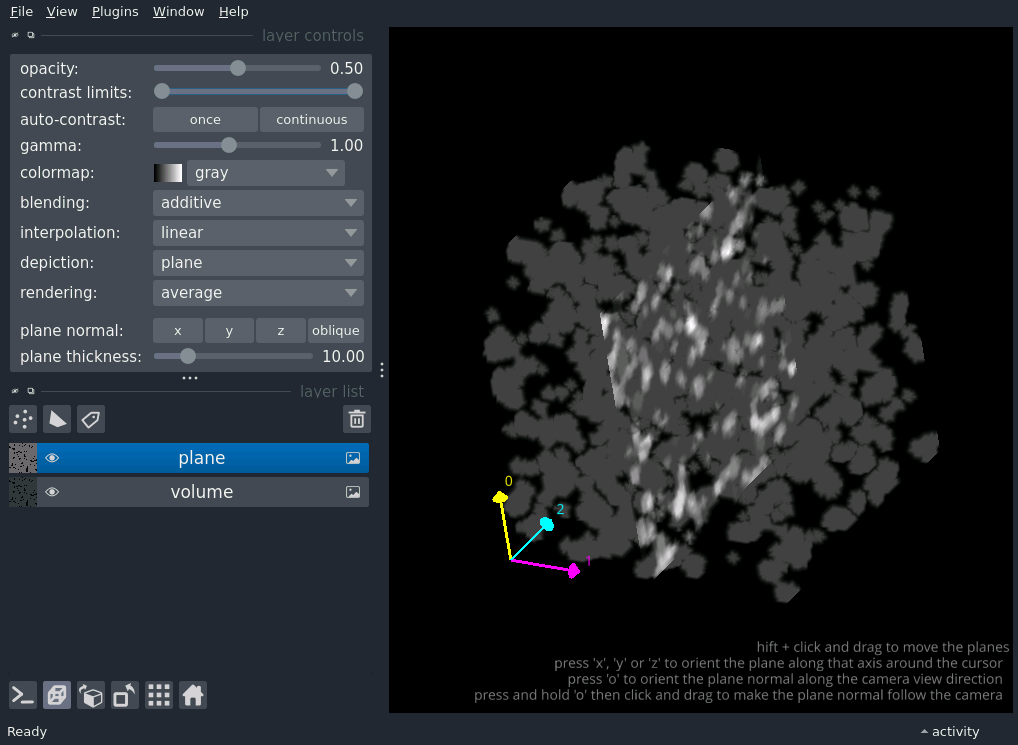 File View Plugins Window Help
layer controls
opacity: 0.50
contrast limits:
auto-contrast: once continuous
gamma: 1.00
colormap: gray
blending: additive
interpolation: linear
depiction: plane
rendering: average
plane normal: x y z oblique
plane thickness: 10.00
layer list
plane
volume
0
2
1
hift + click and drag to move the planes
press 'x', 'y' or 'z' to orient the plane along that axis around the cursor
press 'o' to orient the plane normal along the camera view direction
press and hold 'o' then click and drag to make the plane normal follow the camera
Ready activity